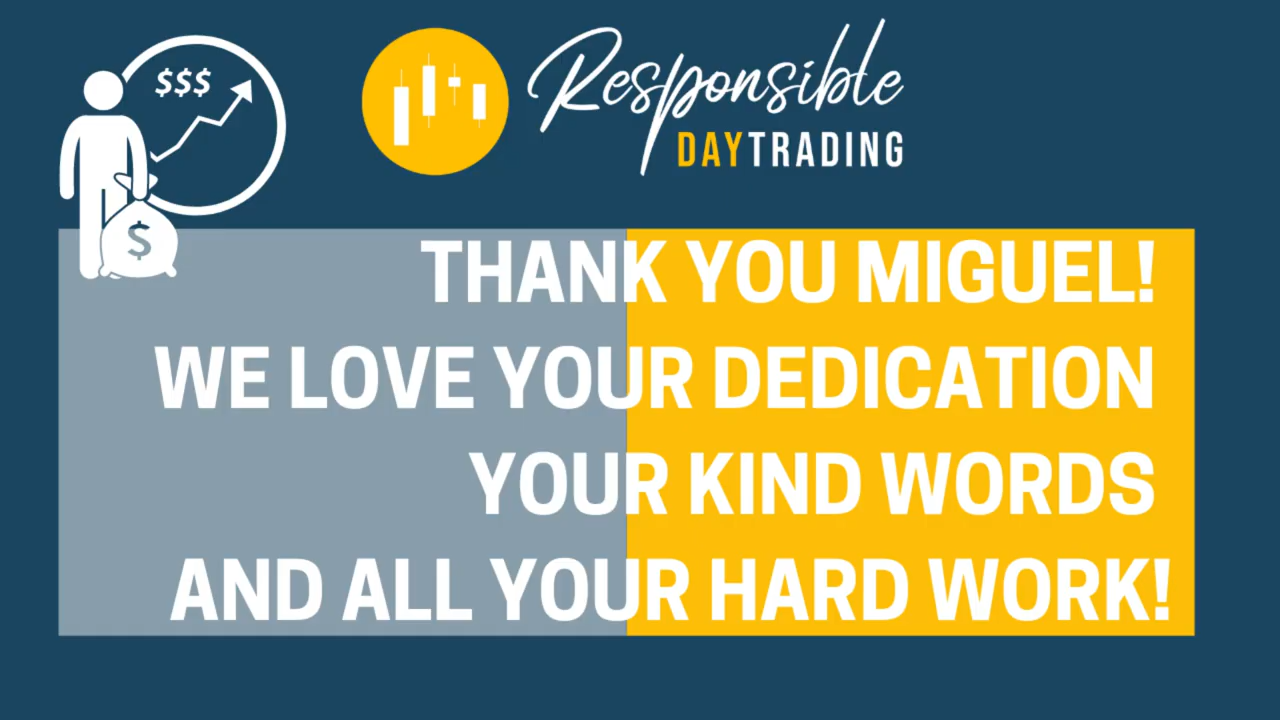 $$$
Responsible
DAYTRADING
$
THANK YOU MIGUEL!
WE LOVE YOUR DEDICATION
YOUR KIND WORDS
AND ALL YOUR HARD WORK!